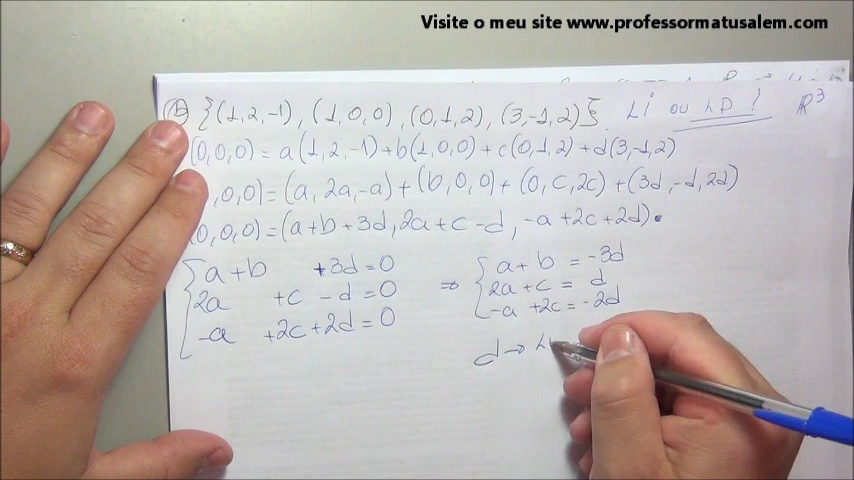 Visite o meu site www.professormatusalem.com
b) {(1,2,-1), (1,0,0), (0,1,2), (3,-1,2)} Li ou LD? R³
(0,0,0) = a(1,2,-1)+b(1,0,0)+c(0,1,2)+d(3,-1,2)
,0,0) = (a, 2a,-a)+(b,0,0)+(0,c,2c)+(3d,-d,2d)
(0,0,0) = (a+b+3d, 2a+c-d, -a+2c+2d).
{ a+b +3d=0 ⇒ { a+b = -3d
2a +c -d =0 2a+c = d
-a +2c+2d=0 -a +2c = -2d
d →